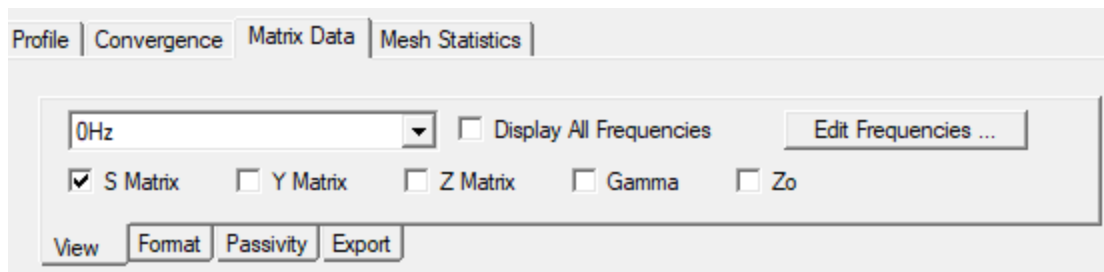 Profile Convergence Matrix Data Mesh Statistics
0Hz Display All Frequencies Edit Frequencies ...
S Matrix Y Matrix Z Matrix Gamma Zo
View Format Passivity Export